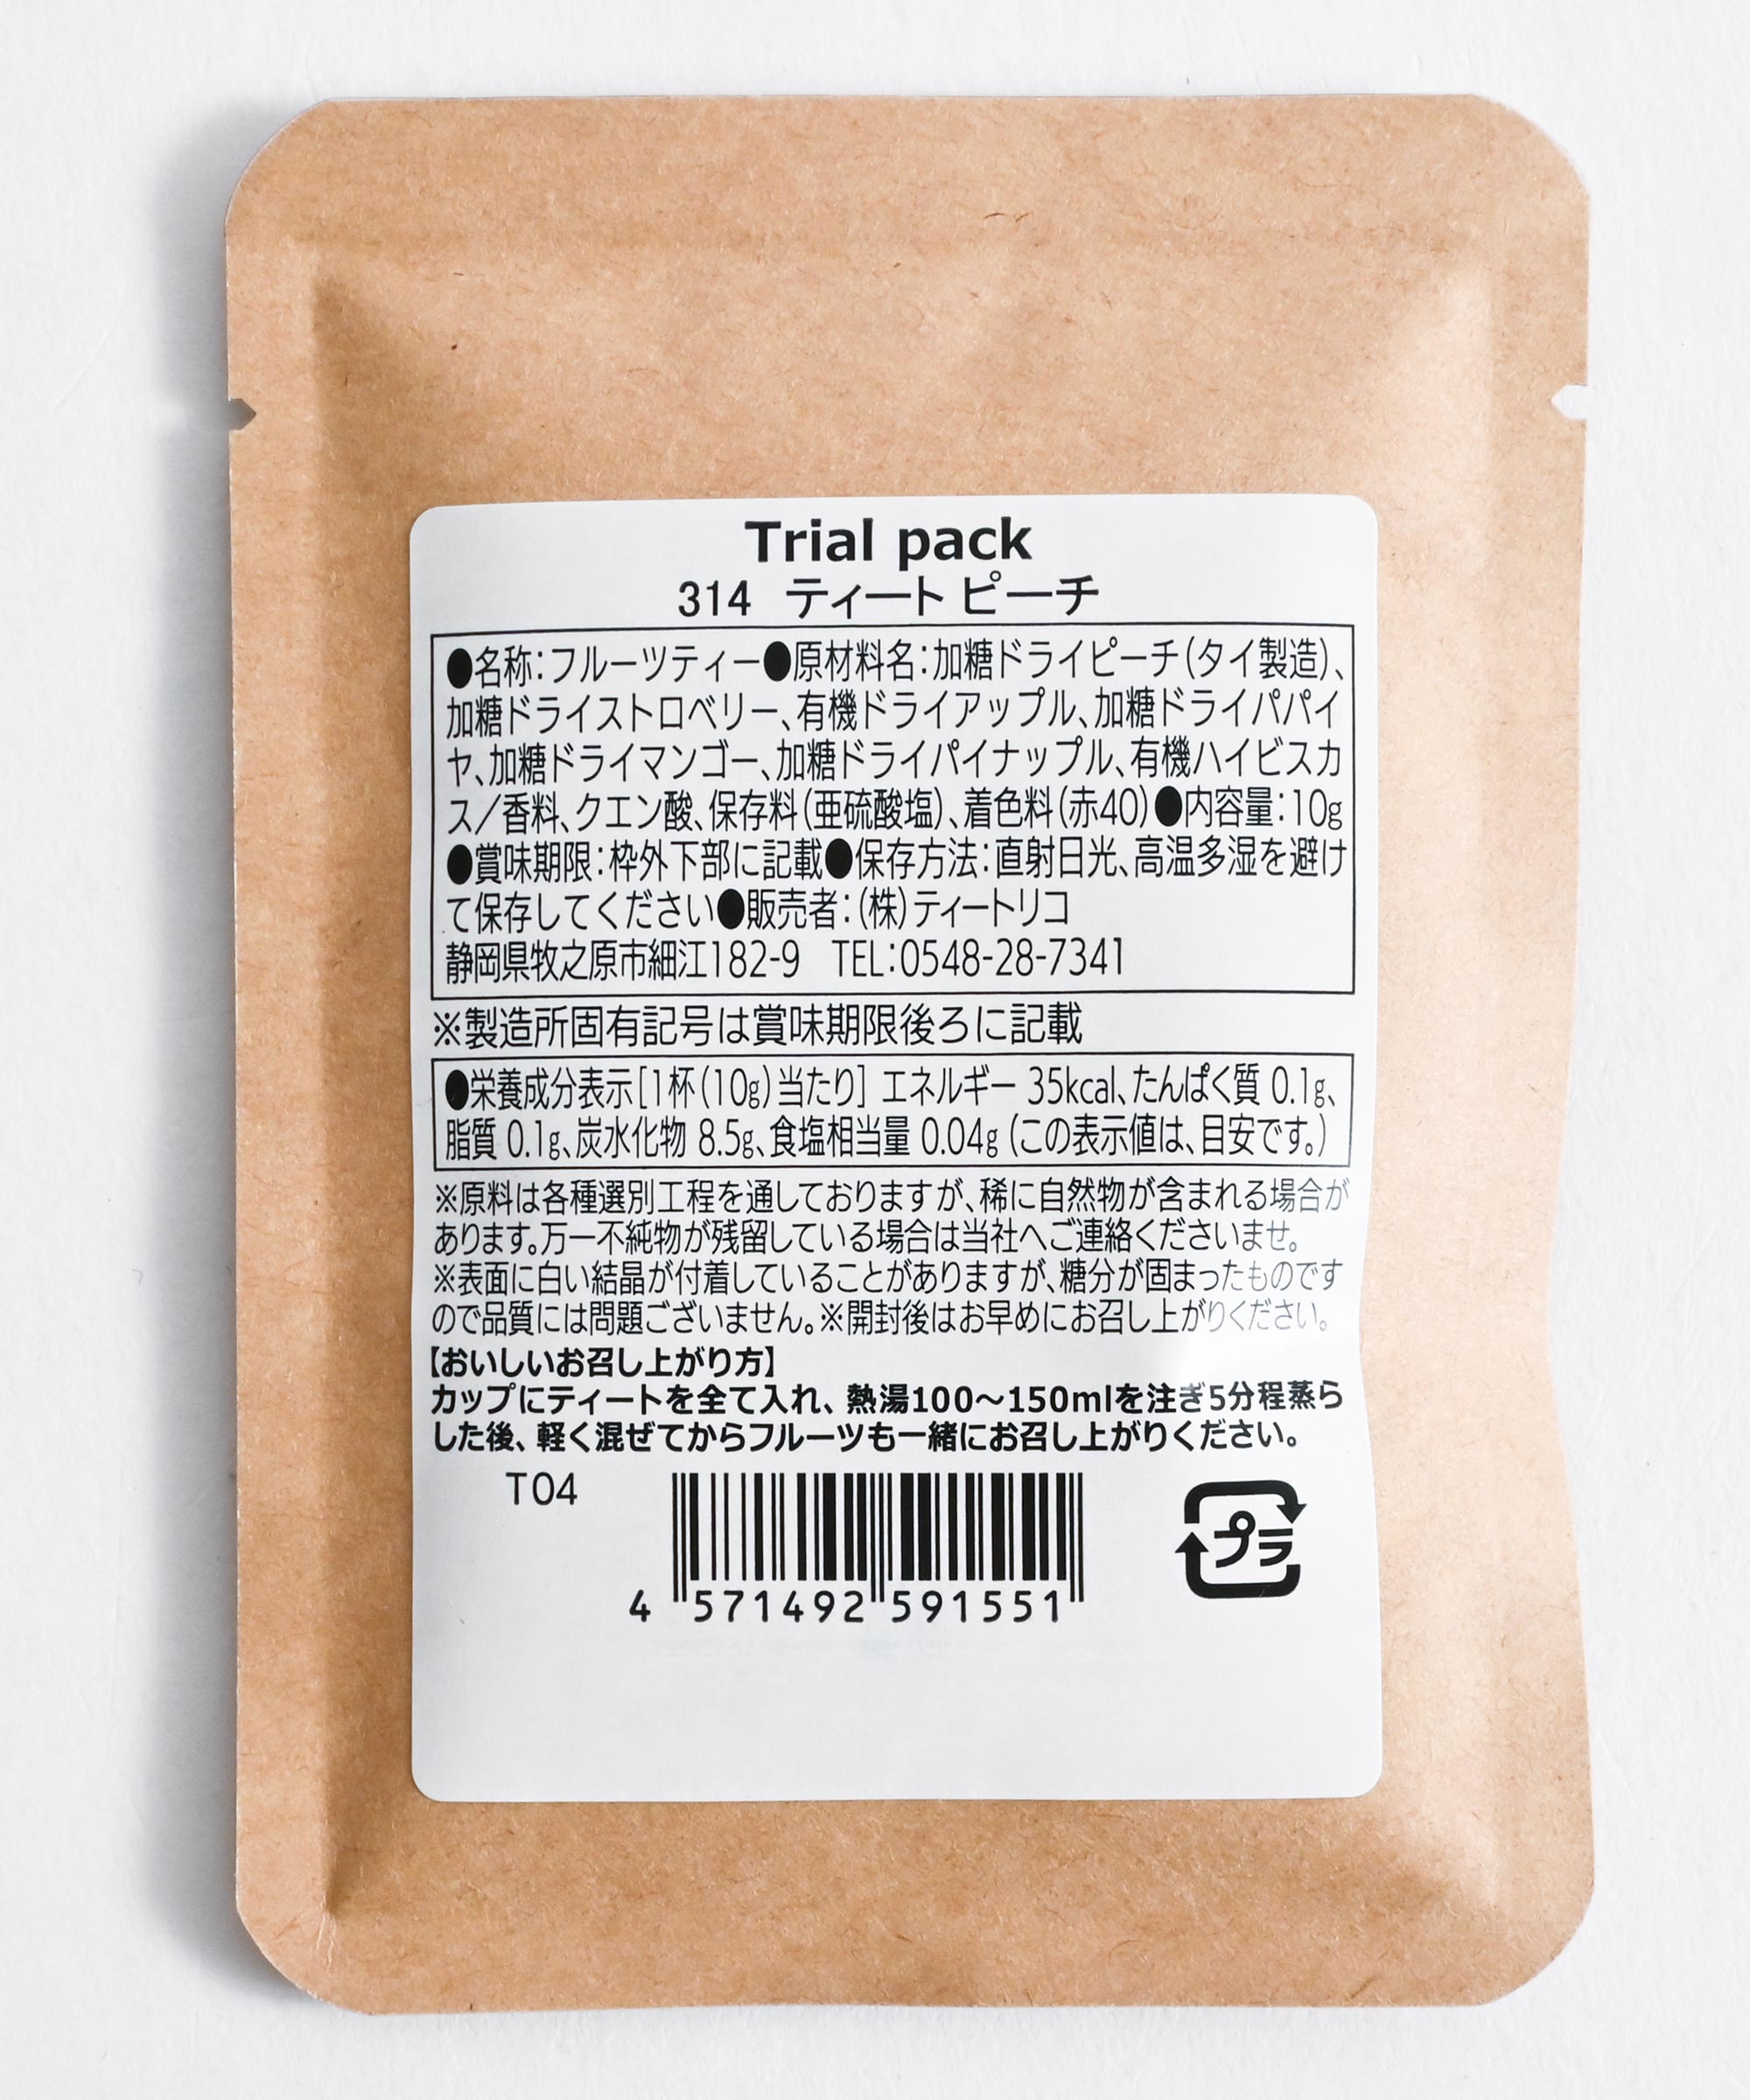 Trial pack
314 ティート ピーチ
●名称：フルーツティー●原材料名：加糖ドライピーチ（タイ製造）、
加糖ドライストロベリー、有機ドライアップル、加糖ドライパパイ
ヤ、加糖ドライマンゴー、加糖ドライパイナップル、有機ハイビスカ
ス／香料、クエン酸、保存料（亜硫酸塩）、着色料（赤40）●内容量：10g
●賞味期限：枠外下部に記載●保存方法：直射日光、高温多湿を避け
て保存してください●販売者：（株）ティートリコ
静岡県牧之原市細江182-9 TEL：0548-28-7341
※製造所固有記号は賞味期限後ろに記載
●栄養成分表示［1杯（10g）当たり］ エネルギー 35kcal、たんぱく質 0.1g、
脂質 0.1g、炭水化物 8.5g、食塩相当量 0.04g （この表示値は、目安です。）
※原料は各種選別工程を通しておりますが、稀に自然物が含まれる場合が
あります。万一不純物が残留している場合は当社へご連絡くださいませ。
※表面に白い結晶が付着していることがありますが、糖分が固まったものです
ので品質には問題ございません。※開封後はお早めにお召し上がりください。
【おいしいお召し上がり方】
カップにティートを全て入れ、熱湯100～150mlを注ぎ5分程蒸ら
した後、軽く混ぜてからフルーツも一緒にお召し上がりください。
T04
プラ
4 571492 591551